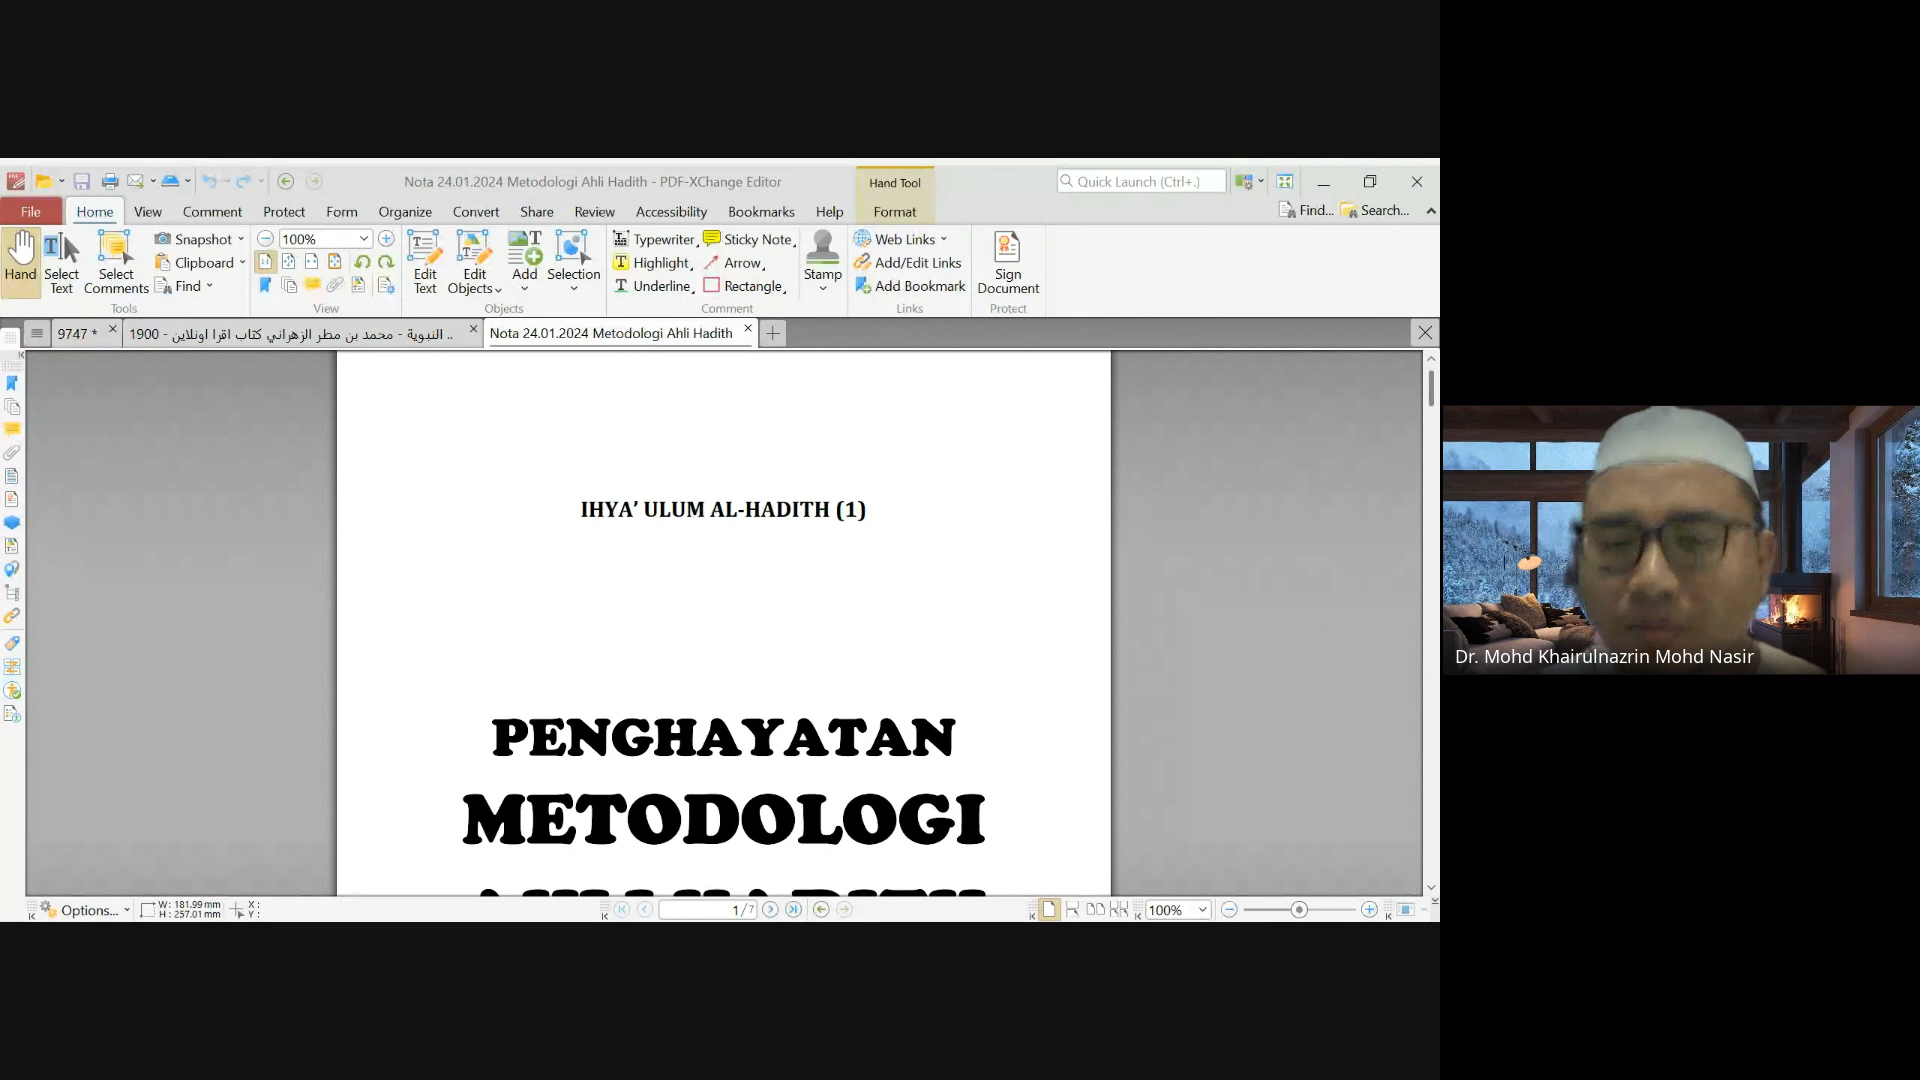 Nota 24.01.2024 Metodologi Ahli Hadith - PDF-XChange Editor
Hand Tool
Quick Launch (Ctrl+.)
File Home View Comment Protect Form Organize Convert Share Review Accessibility Bookmarks Help Format
Find... Search...
Hand
Select Text
Select Comments
Snapshot
Clipboard
Find
Tools
100%
View
Edit Text
Edit Objects
Add
Selection
Objects
Typewriter
Highlight
Underline
Sticky Note
Arrow
Rectangle
Comment
Stamp
Web Links
Add/Edit Links
Add Bookmark
Links
Sign Document
Protect
9747 *
.. النبوية - محمد بن مطر الزهراني كتاب اقرا اونلاين - 1900
Nota 24.01.2024 Metodologi Ahli Hadith
IHYA’ ULUM AL-HADITH (1)
PENGHAYATAN
METODOLOGI
Dr. Mohd Khairulnazrin Mohd Nasir
Options...
W: 181.99 mm
H: 257.01 mm
X:
Y:
1/7
100%